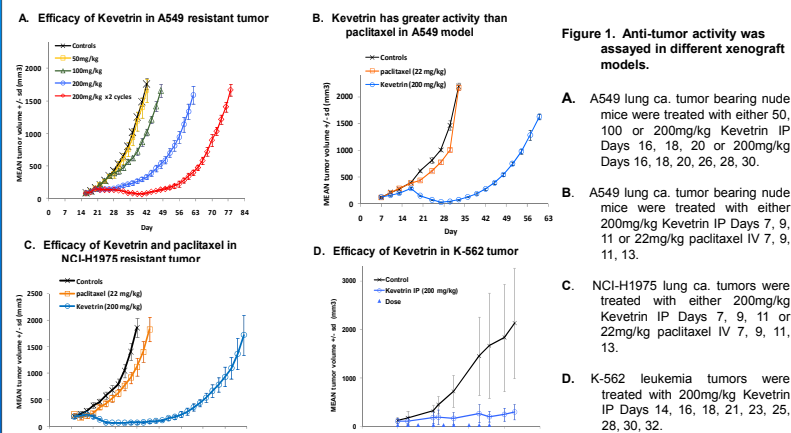 A. Efficacy of Kevetrin in A549 resistant tumor
MEAN tumor volume +/- sd (mm3)
Controls
50mg/kg
100mg/kg
200mg/kg
200mg/kg x2 cycles
2000
1500
1000
500
0
0 7 14 21 28 35 42 49 56 63 70 77 84
Day
B. Kevetrin has greater activity than
paclitaxel in A549 model
MEAN tumor volume +/- sd (mm3)
Controls
paclitaxel (22 mg/kg)
Kevetrin (200 mg/kg)
2000
1500
1000
500
0
0 7 14 21 28 35 42 49 56 63
Day
C. Efficacy of Kevetrin and paclitaxel in
NCI-H1975 resistant tumor
MEAN tumor volume +/- sd (mm3)
Controls
paclitaxel (22 mg/kg)
Kevetrin (200 mg/kg)
2500
2000
1500
1000
500
0
D. Efficacy of Kevetrin in K-562 tumor
MEAN tumor volume +/- sd (mm3)
Control
Kevetrin IP (200 mg/kg)
Dose
3000
2000
1000
0
Figure 1. Anti-tumor activity was
assayed in different xenograft
models.
A. A549 lung ca. tumor bearing nude
mice were treated with either 50,
100 or 200mg/kg Kevetrin IP
Days 16, 18, 20 or 200mg/kg
Days 16, 18, 20, 26, 28, 30.
B. A549 lung ca. tumor bearing nude
mice were treated with either
200mg/kg Kevetrin IP Days 7, 9,
11 or 22mg/kg paclitaxel IV 7, 9,
11, 13.
C. NCI-H1975 lung ca. tumors were
treated with either 200mg/kg
Kevetrin IP Days 7, 9, 11 or
22mg/kg paclitaxel IV 7, 9, 11,
13.
D. K-562 leukemia tumors were
treated with 200mg/kg Kevetrin
IP Days 14, 16, 18, 21, 23, 25,
28, 30, 32.